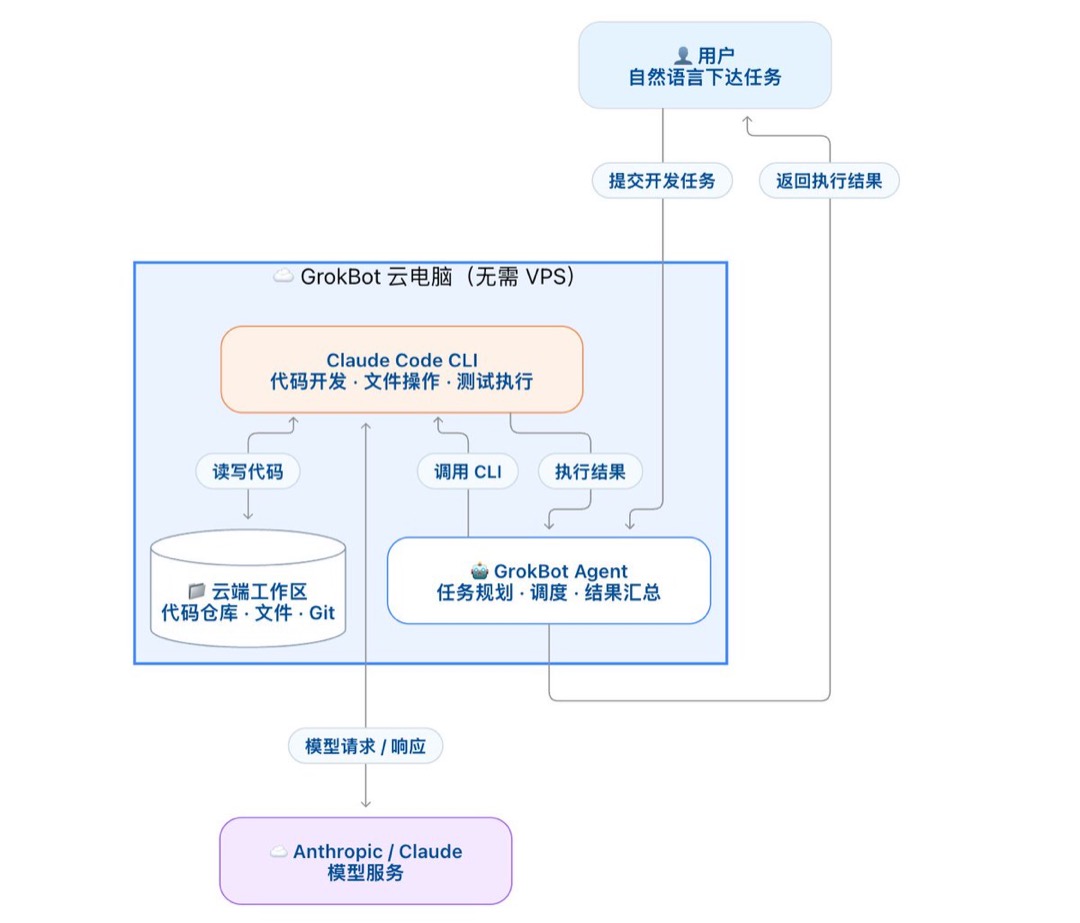 用户
自然语言下达任务
提交开发任务
返回执行结果
GrokBot 云电脑（无需 VPS）
Claude Code CLI
代码开发 · 文件操作 · 测试执行
读写代码
调用 CLI
执行结果
云端工作区
代码仓库 · 文件 · Git
GrokBot Agent
任务规划 · 调度 · 结果汇总
模型请求 / 响应
Anthropic / Claude
模型服务